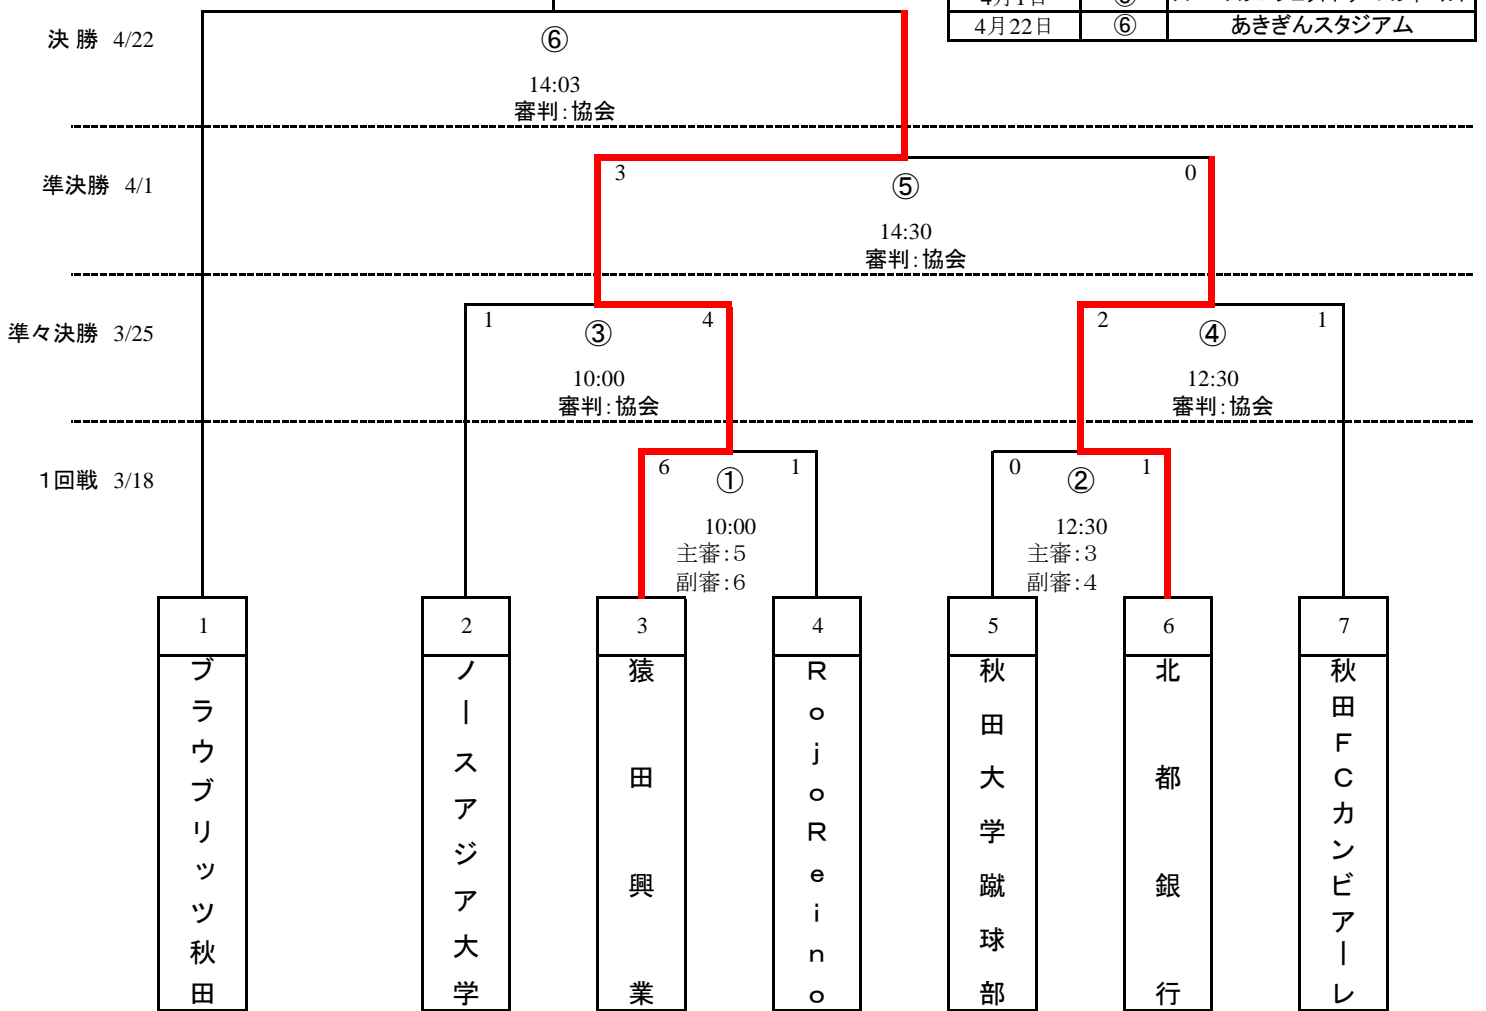 4月1日 ⑤
4月22日 ⑥ あきぎんスタジアム
決 勝 4/22
⑥
14:03
審判：協会
準決勝 4/1
3 ⑤ 0
14:30
審判：協会
準々決勝 3/25
1 ③ 4
10:00
審判：協会
2 ④ 1
12:30
審判：協会
１回戦 3/18
6 ① 1
10:00
主審：５
副審：６
0 ② 1
12:30
主審：３
副審：４
1 2 3 4 5 6 7
ブラウブリッツ秋田
ノースアジア大学
猿田興業
ＲｏｊｏＲｅｉｎｏ
秋田大学蹴球部
北都銀行
秋田ＦＣカンビアーレ